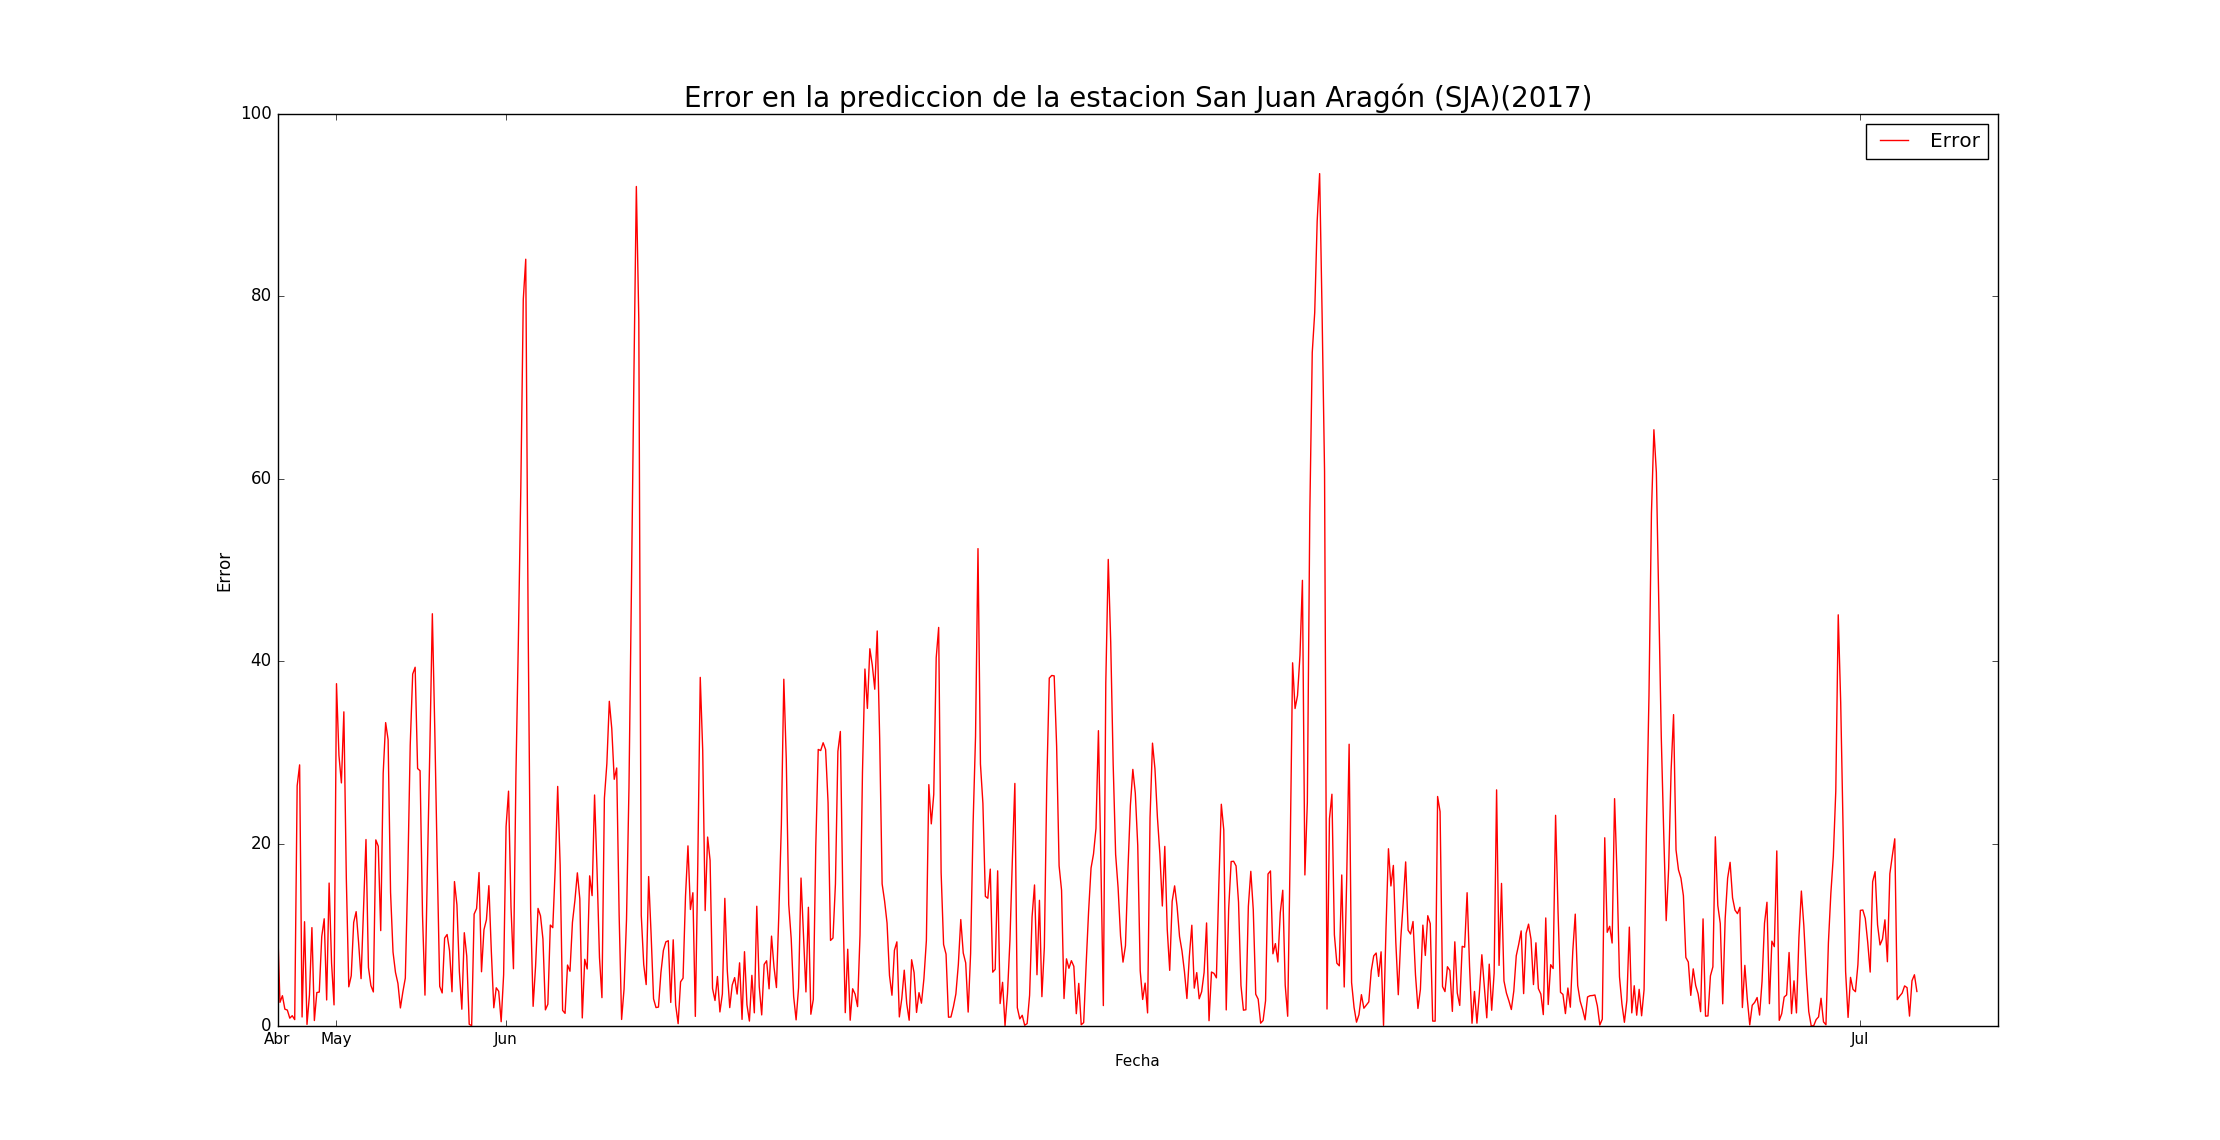 Error en la prediccion de la estacion San Juan Aragón (SJA)(2017)
Error
100
80
60
40
20
0
Error
Abr May Jun Jul
Fecha